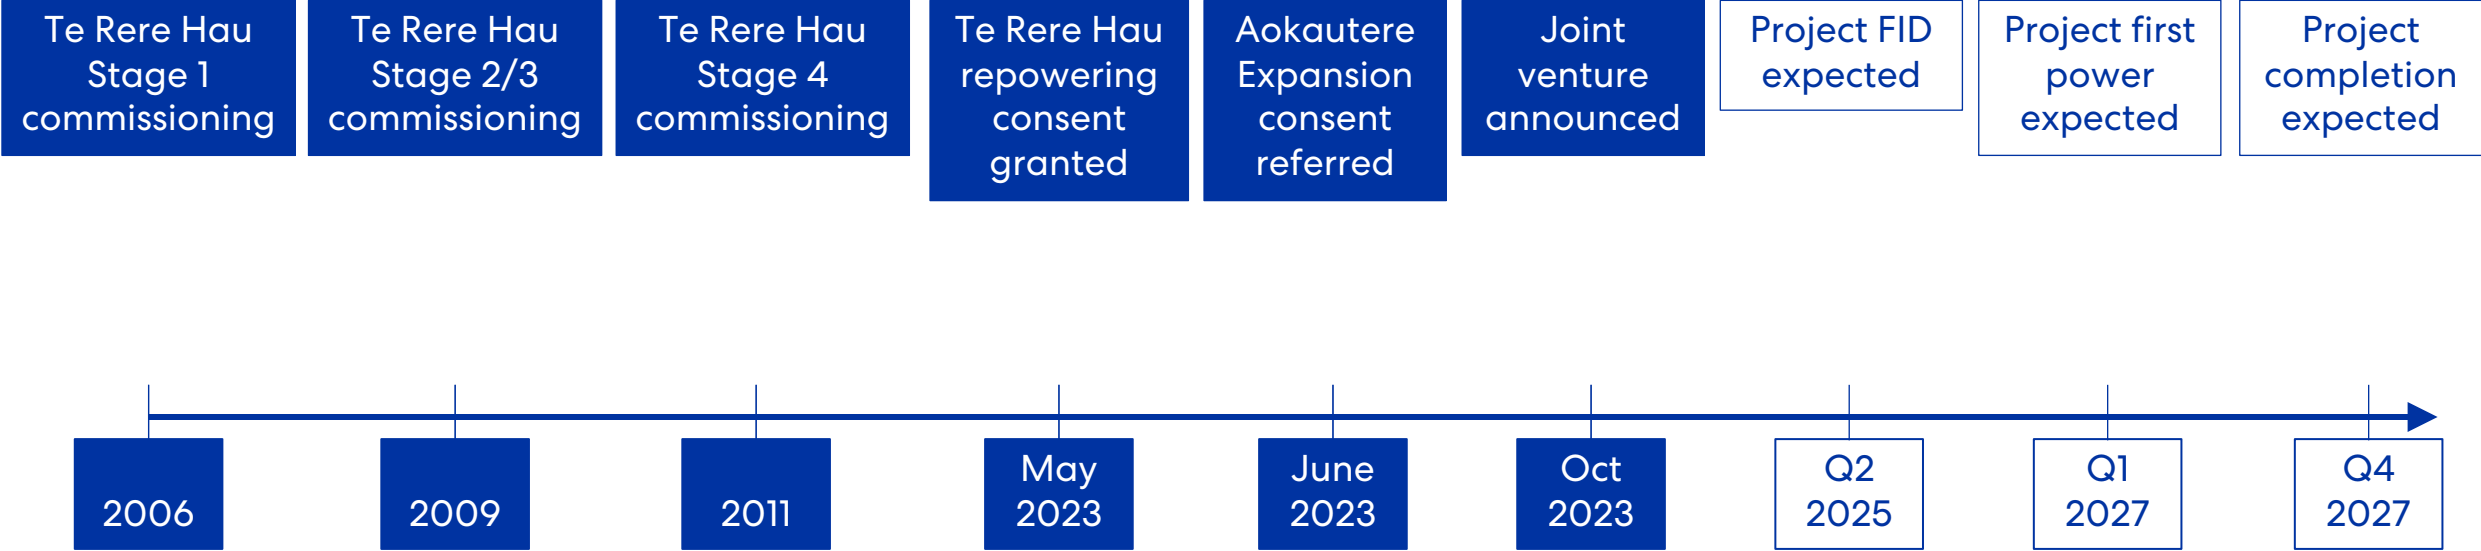 Te Rere Hau
Stage 1
commissioning
Te Rere Hau
Stage 2/3
commissioning
Te Rere Hau
Stage 4
commissioning
Te Rere Hau
repowering
consent
granted
Aokautere
Expansion
consent
referred
Joint
venture
announced
Project FID
expected
Project first
power
expected
Project
completion
expected
2006
2009
2011
May
2023
June
2023
Oct
2023
Q2
2025
Q1
2027
Q4
2027